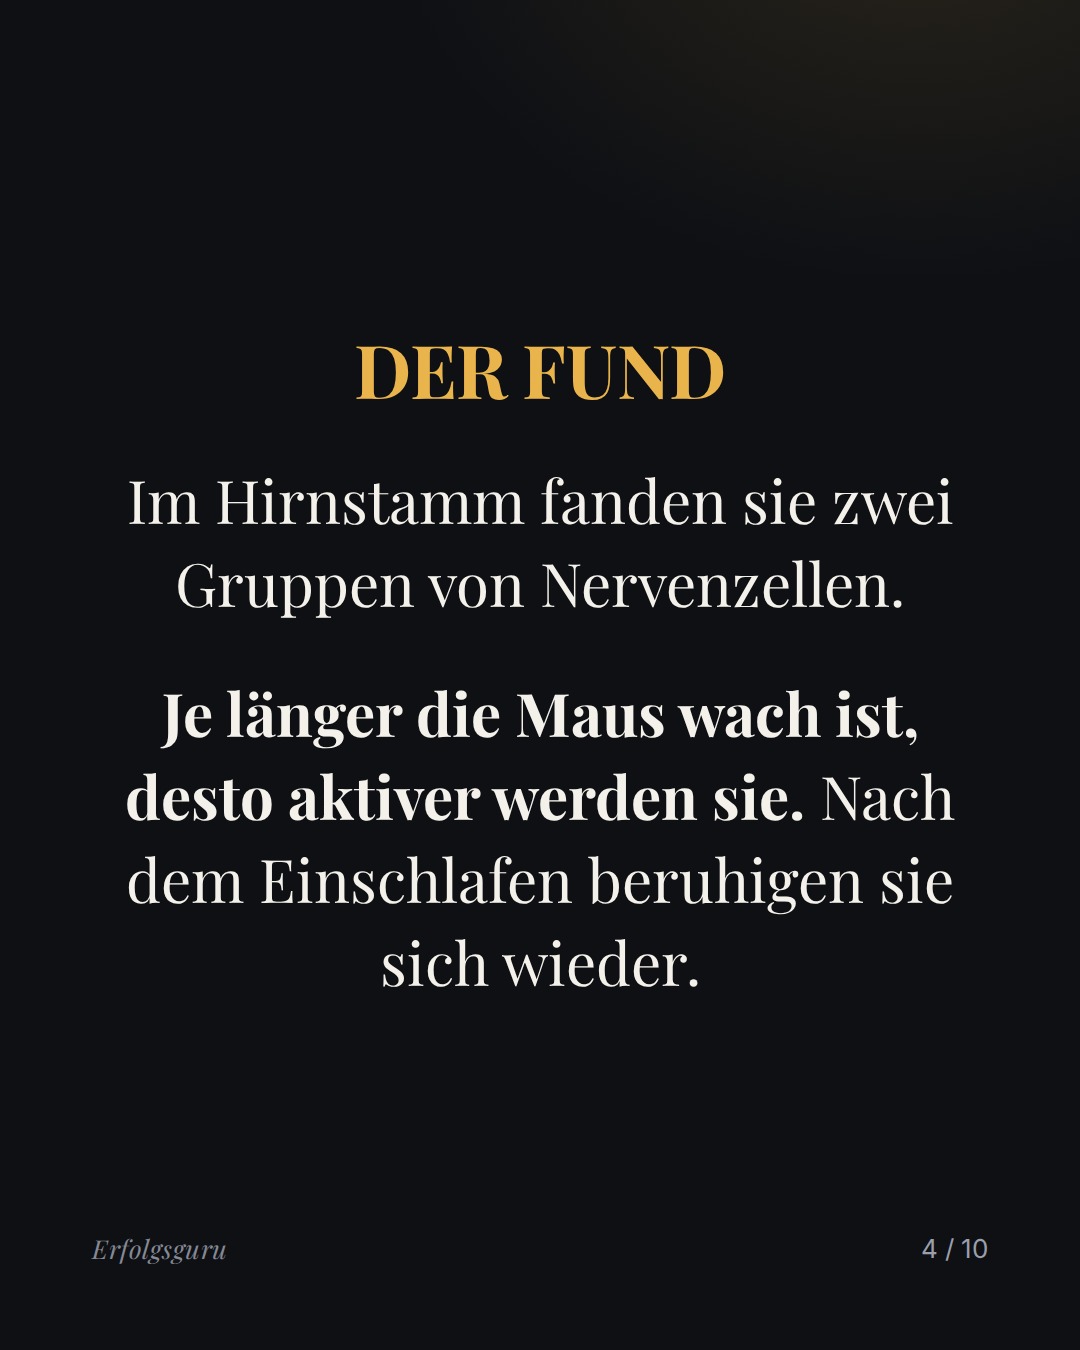 DER FUND
Im Hirnstamm fanden sie zwei
Gruppen von Nervenzellen.
Je länger die Maus wach ist,
desto aktiver werden sie. Nach
dem Einschlafen beruhigen sie
sich wieder.
Erfolgsguru
4 / 10